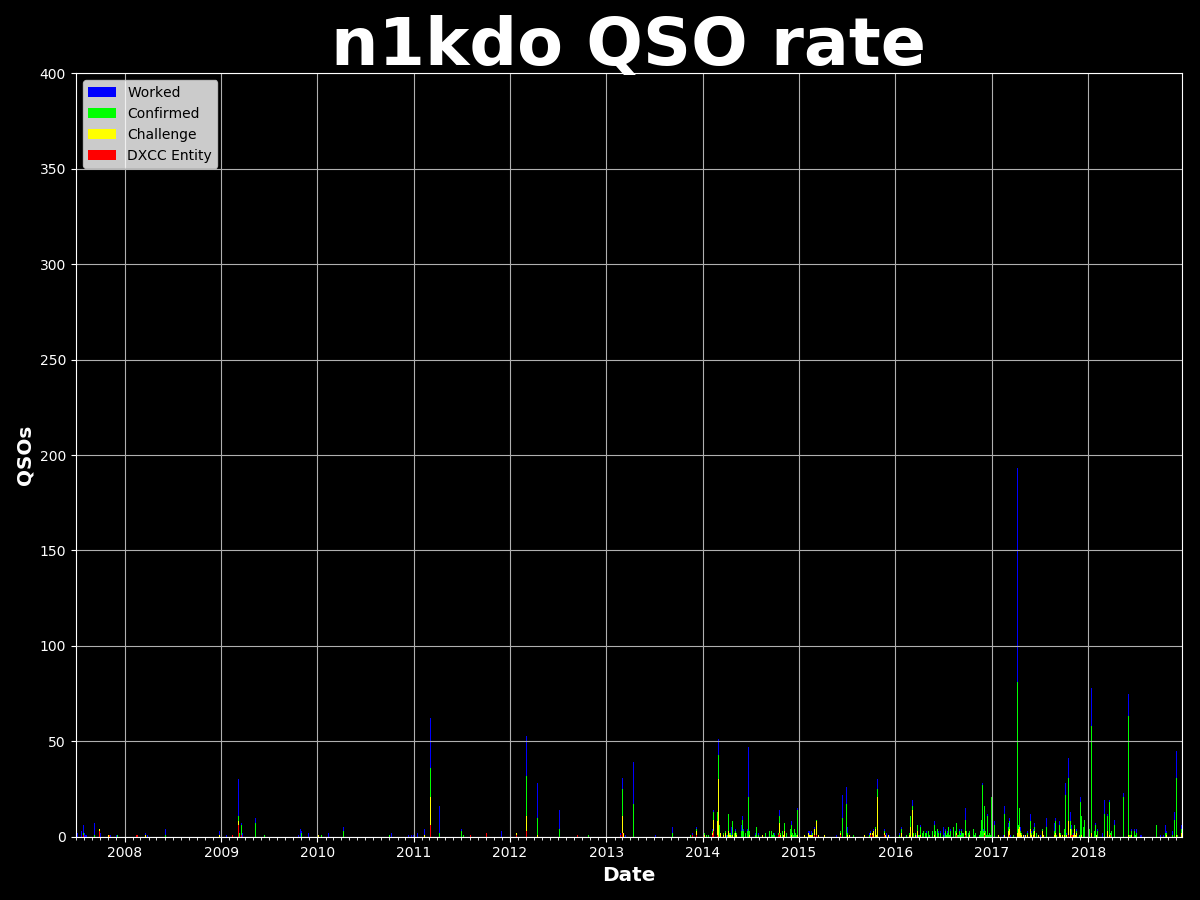 n1kdo QSO rate
Worked
Confirmed
Challenge
DXCC Entity
400
350
300
250
200
150
100
50
0
QSOs
2008 2009 2010 2011 2012 2013 2014 2015 2016 2017 2018
Date